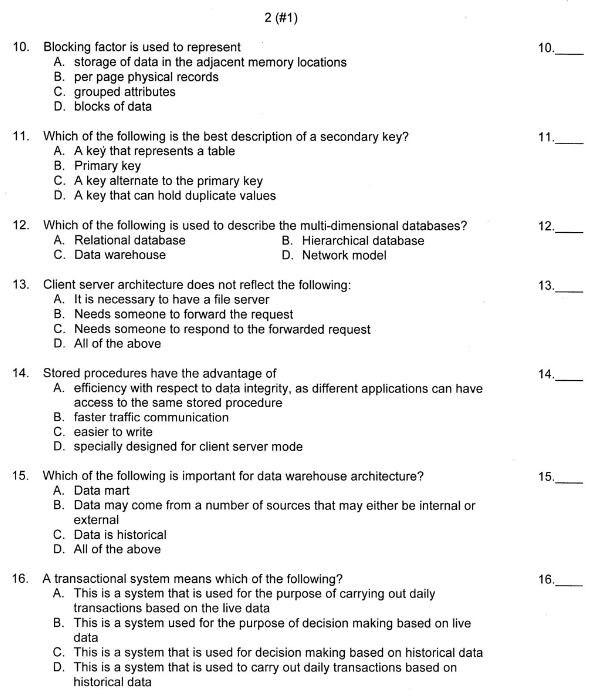 2 (#1)
10. Blocking factor is used to represent 10.____
A. storage of data in the adjacent memory locations
B. per page physical records
C. grouped attributes
D. blocks of data
11. Which of the following is the best description of a secondary key? 11.____
A. A key that represents a table
B. Primary key
C. A key alternate to the primary key
D. A key that can hold duplicate values
12. Which of the following is used to describe the multi-dimensional databases? 12.____
A. Relational database B. Hierarchical database
C. Data warehouse D. Network model
13. Client server architecture does not reflect the following: 13.____
A. It is necessary to have a file server
B. Needs someone to forward the request
C. Needs someone to respond to the forwarded request
D. All of the above
14. Stored procedures have the advantage of 14.____
A. efficiency with respect to data integrity, as different applications can have
access to the same stored procedure
B. faster traffic communication
C. easier to write
D. specially designed for client server mode
15. Which of the following is important for data warehouse architecture? 15.____
A. Data mart
B. Data may come from a number of sources that may either be internal or
external
C. Data is historical
D. All of the above
16. A transactional system means which of the following? 16.____
A. This is a system that is used for the purpose of carrying out daily
transactions based on the live data
B. This is a system used for the purpose of decision making based on live
data
C. This is a system that is used for decision making based on historical data
D. This is a system that is used to carry out daily transactions based on
historical data